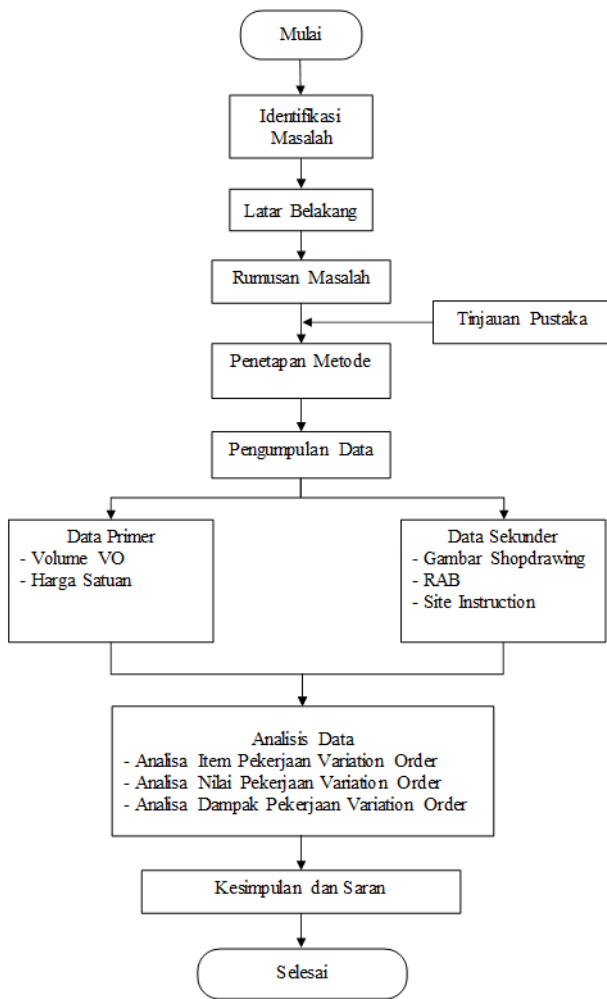 Mulai
Identifikasi
Masalah
Latar Belakang
Rumusan Masalah
Tinjauan Pustaka
Penetapan Metode
Pengumpulan Data
Data Primer
- Volume VO
- Harga Satuan
Data Sekunder
- Gambar Shopdrawing
- RAB
- Site Instruction
Analisis Data
- Analisa Item Pekerjaan Variation Order
- Analisa Nilai Pekerjaan Variation Order
- Analisa Dampak Pekerjaan Variation Order
Kesimpulan dan Saran
Selesai